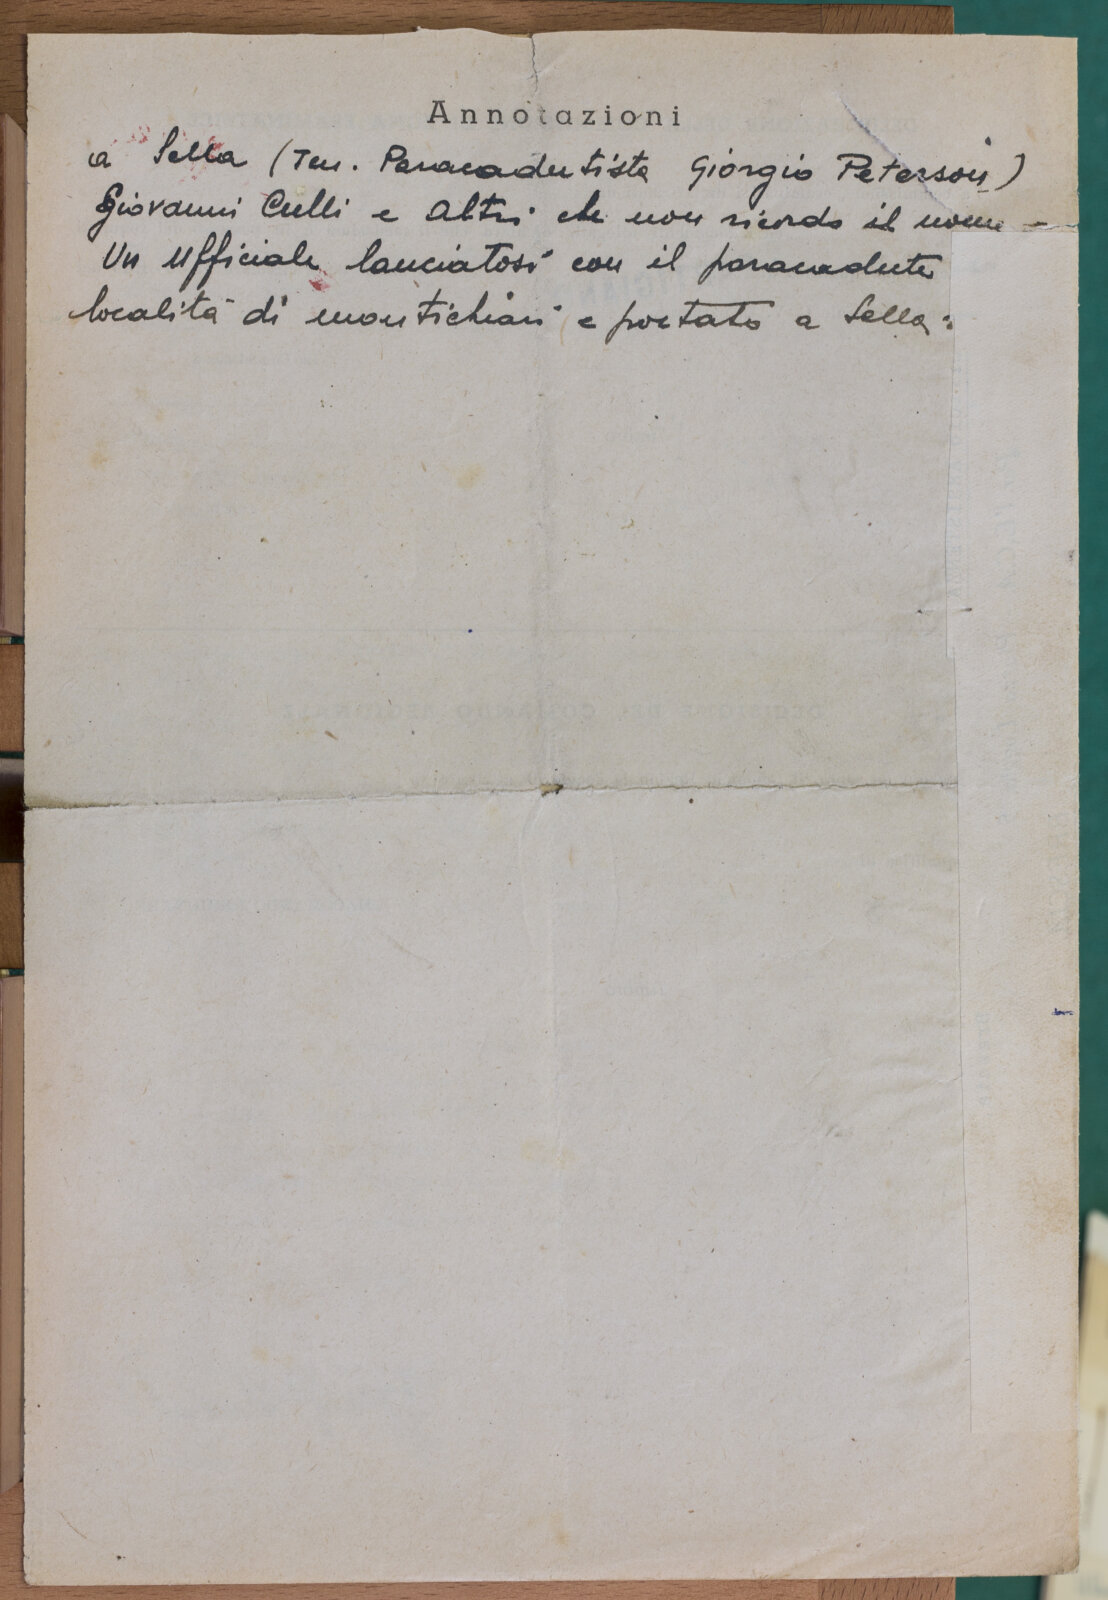 Annotazioni
a Sella (Ten. Paracadutista Giorgio Peterson)
Giovanni Culli e Altri che non ricordo il nome –
Un ufficiale lanciatosi con il paracadute
località di montichiari e portato a Sella